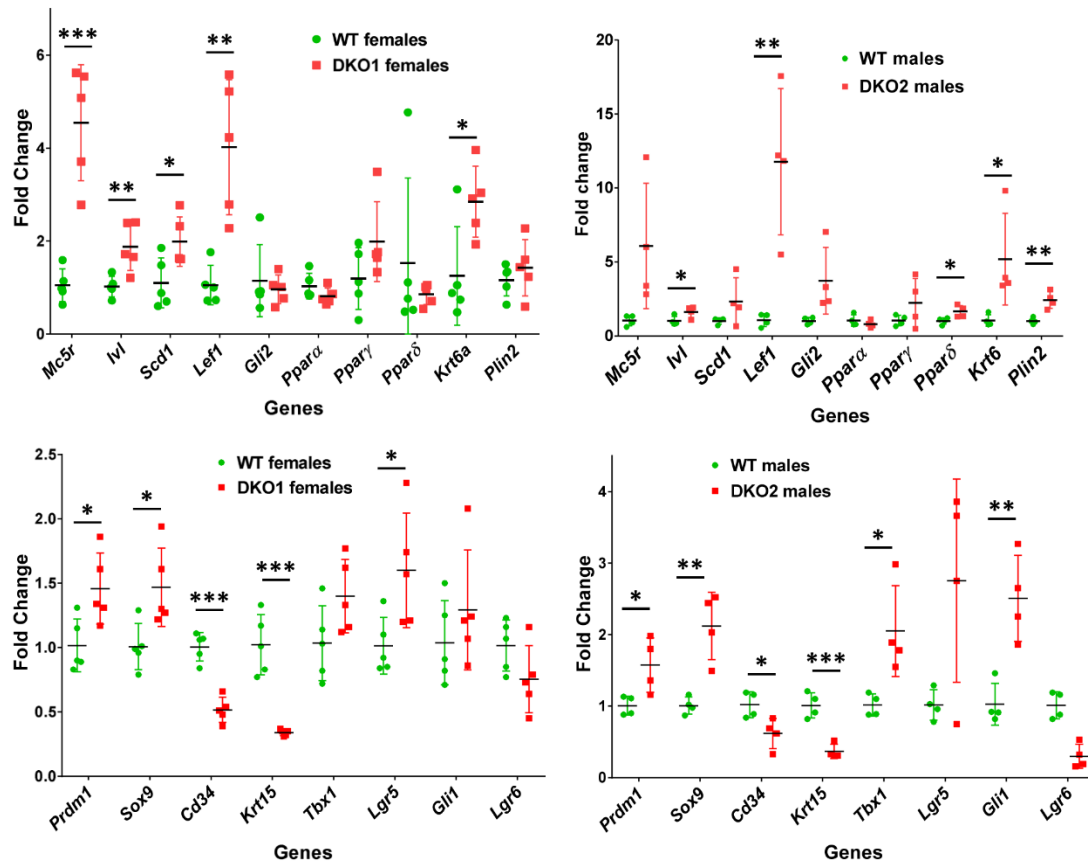 ***
**
*
**
*
WT females
DKO1 females
Fold Change
6
4
2
0
Mc5r
Ivl
Scd1
Lef1
Gli2
Pparα
Pparγ
Pparδ
Krt6a
Plin2
Genes
*
**
*
*
**
WT males
DKO2 males
Fold change
20
15
10
5
0
Mc5r
Ivl
Scd1
Lef1
Gli2
Pparα
Pparγ
Pparδ
Krt6
Plin2
Genes
*
*
***
***
*
WT females
DKO1 females
Fold Change
2.5
2.0
1.5
1.0
0.5
0.0
Prdm1
Sox9
Cd34
Krt15
Tbx1
Lgr5
Gli1
Lgr6
Genes
*
**
*
***
*
**
WT males
DKO2 males
Fold Change
4
3
2
1
0
Prdm1
Sox9
Cd34
Krt15
Tbx1
Lgr5
Gli1
Lgr6
Genes